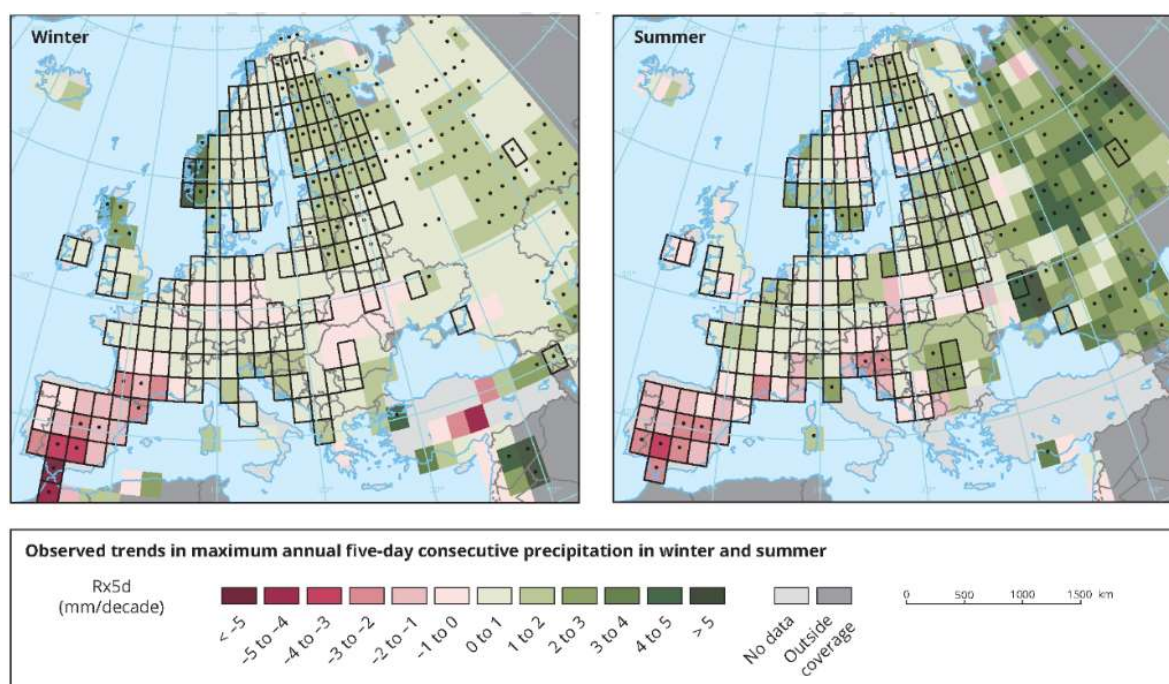 Winter
Summer
Observed trends in maximum annual five-day consecutive precipitation in winter and summer
Rx5d
(mm/decade)
< -5
-5 to -4
-4 to -3
-3 to -2
-2 to -1
-1 to 0
0 to 1
1 to 2
2 to 3
3 to 4
4 to 5
> 5
No data
Outside
coverage
0 500 1000 1500 km